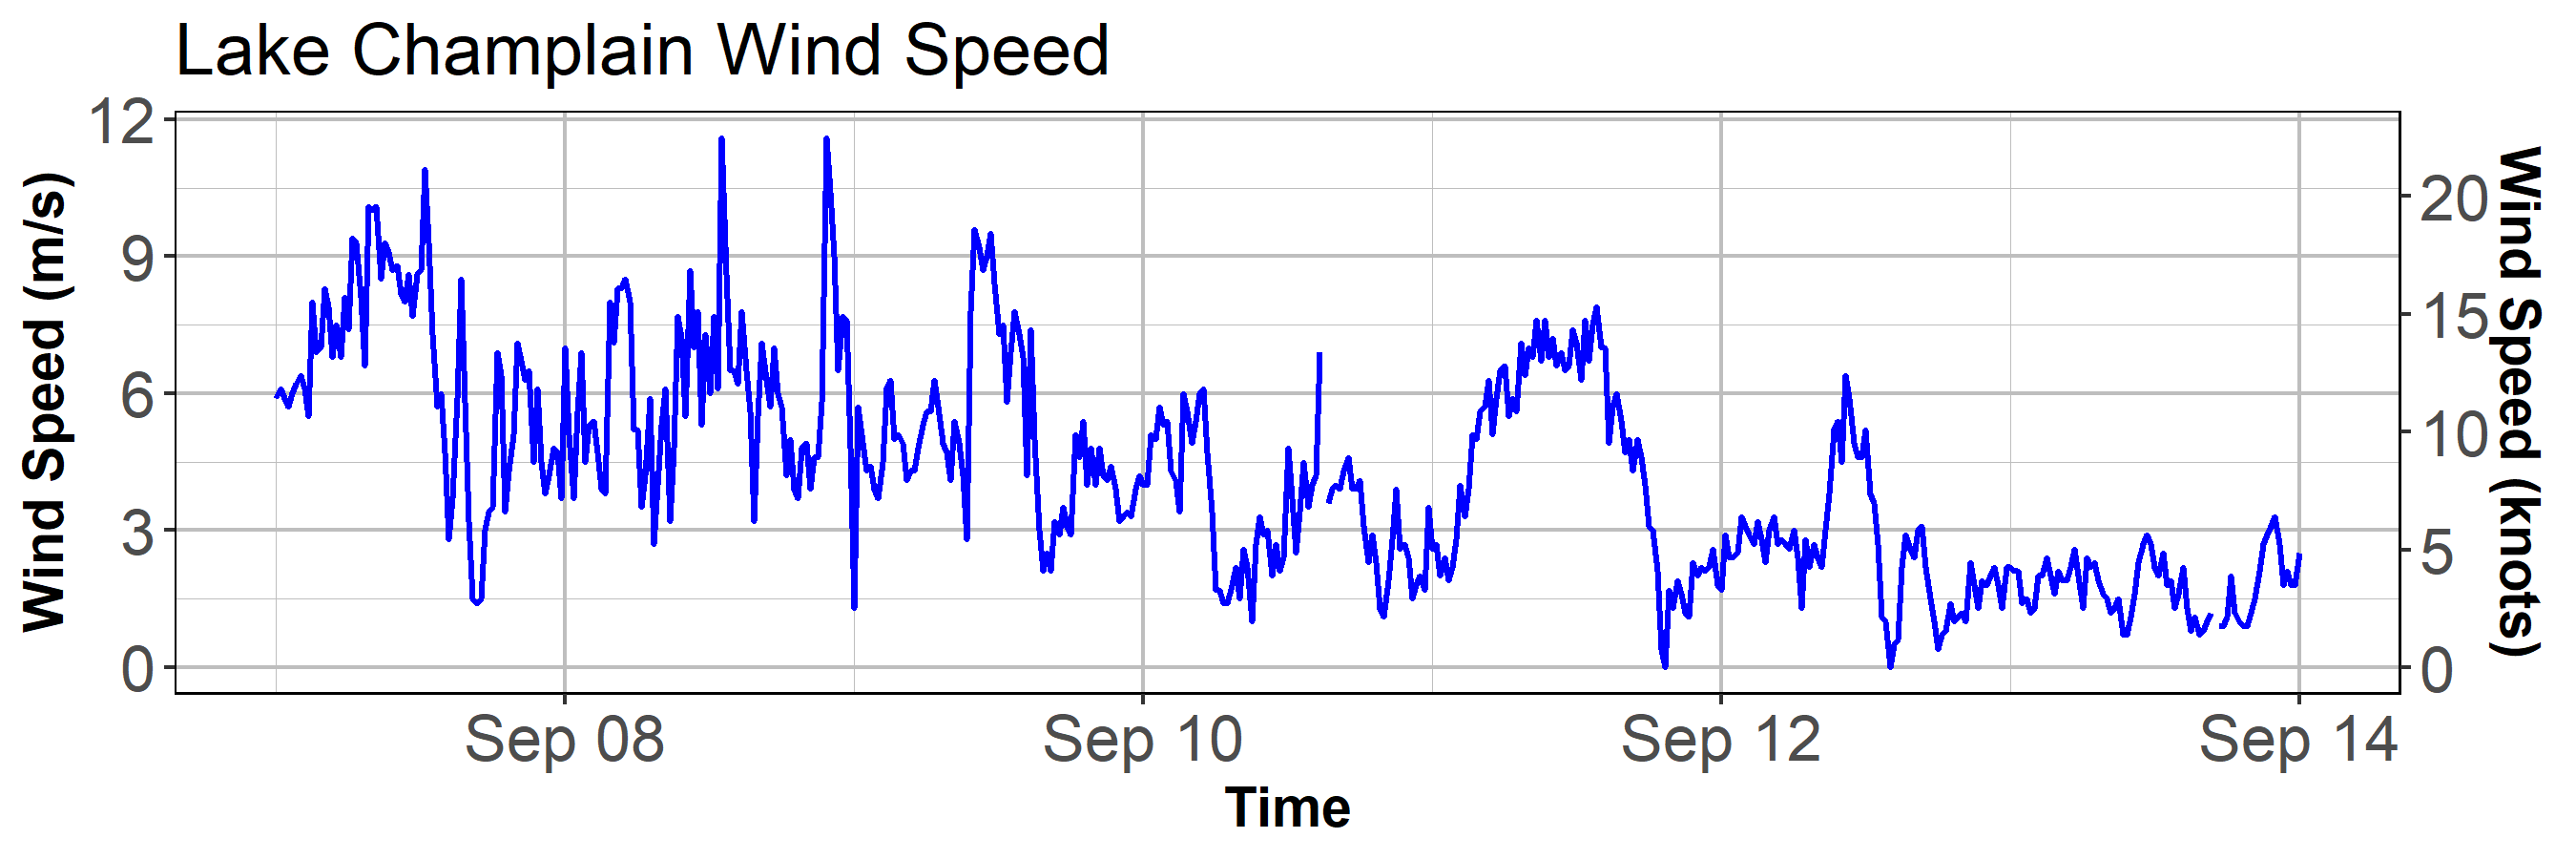 Lake Champlain Wind Speed
Wind Speed (m/s)
12
9
6
3
0
20
15
10
5
0
Wind Speed (knots)
Sep 08
Sep 10
Sep 12
Sep 14
Time